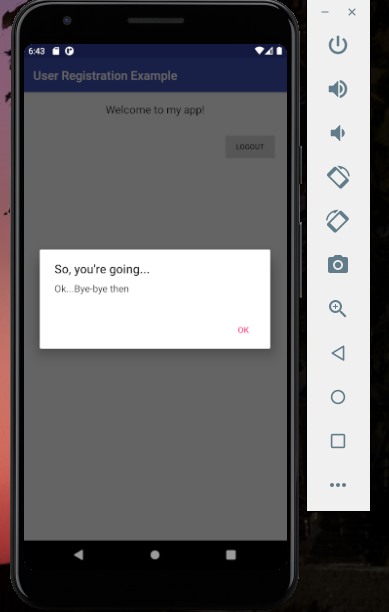 6:43
User Registration Example
Welcome to my app!
LOGOUT
So, you're going...
Ok...Bye-bye then
OK